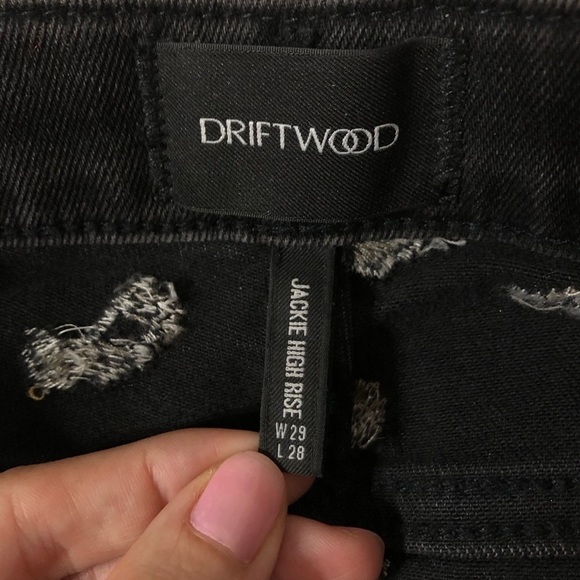 DRIFTWOOD
JACKIE HIGH RISE
W 29
L 28